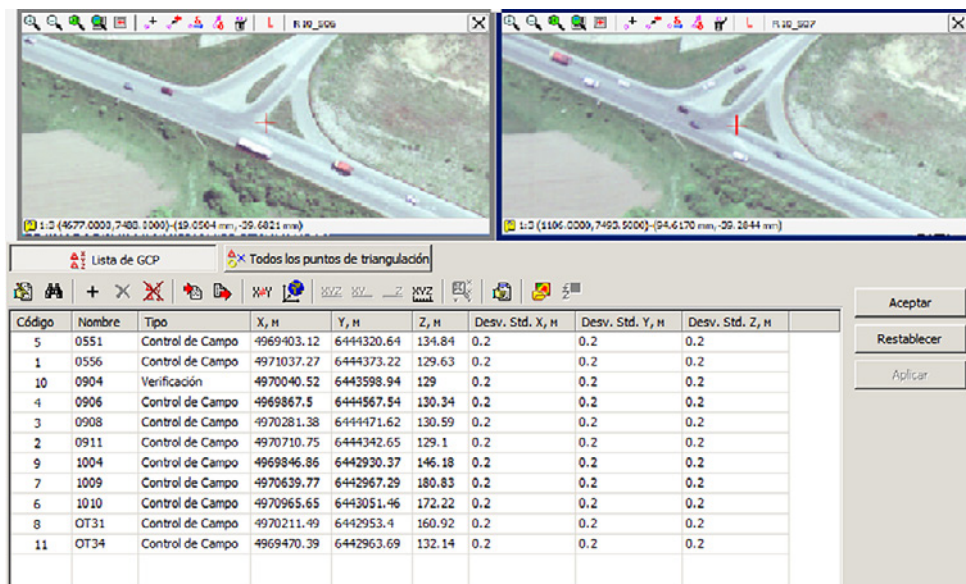 R10_S06
R10_S07
1:3 (4677.0000,7488.0000)-(19.0504 mm,-39.6821 mm)
1:3 (1106.0000,7493.5000)-(94.6170 mm,-39.2844 mm)
Lista de GCP
Todos los puntos de triangulación
XYZ XY_ __Z XYZ
Código Nombre Tipo X, м Y, м Z, м Desv. Std. X, м Desv. Std. Y, м Desv. Std. Z, м
5 0551 Control de Campo 4969403.12 6444320.64 134.84 0.2 0.2 0.2
1 0556 Control de Campo 4971037.27 6444373.22 129.63 0.2 0.2 0.2
10 0904 Verificación 4970040.52 6443598.94 129 0.2 0.2 0.2
4 0906 Control de Campo 4969867.5 6444567.54 130.34 0.2 0.2 0.2
3 0908 Control de Campo 4970281.38 6444471.62 130.59 0.2 0.2 0.2
2 0911 Control de Campo 4970710.75 6444342.65 129.1 0.2 0.2 0.2
9 1004 Control de Campo 4969846.86 6442930.37 146.18 0.2 0.2 0.2
7 1009 Control de Campo 4970639.77 6442967.29 180.83 0.2 0.2 0.2
6 1010 Control de Campo 4970965.65 6443051.46 172.22 0.2 0.2 0.2
8 OT31 Control de Campo 4970211.49 6442953.4 160.92 0.2 0.2 0.2
11 OT34 Control de Campo 4969470.39 6442963.69 132.14 0.2 0.2 0.2
Aceptar
Restablecer
Aplicar